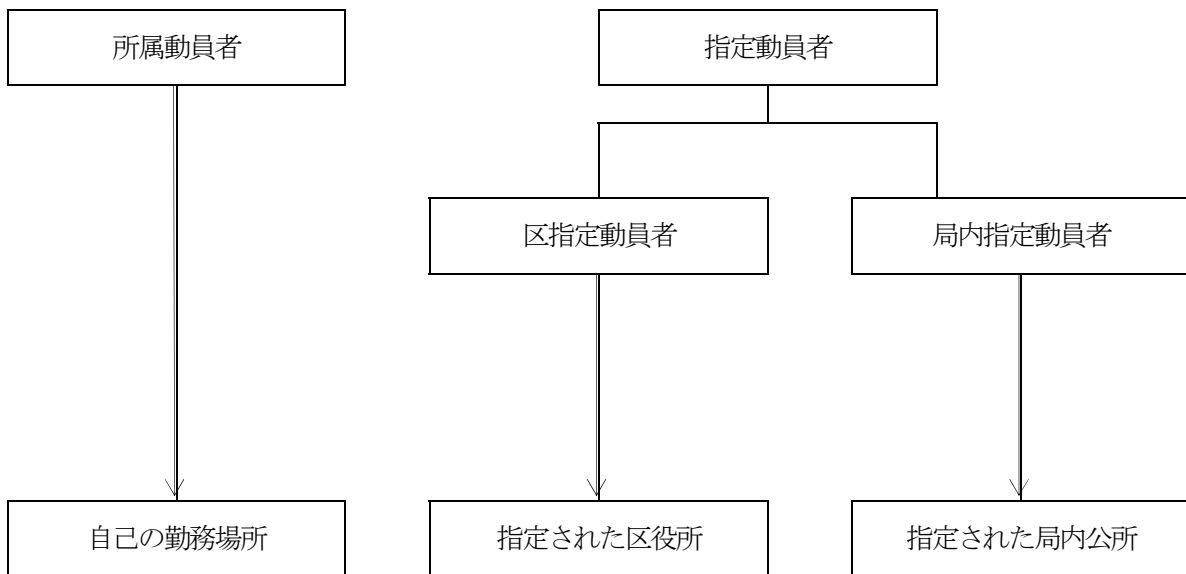 所属動員者
指定動員者
区指定動員者
局内指定動員者
自己の勤務場所
指定された区役所
指定された局内公所